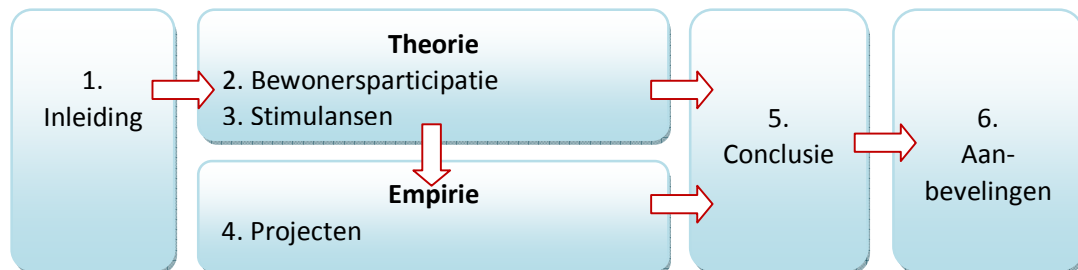 1.
Inleiding
Theorie
2. Bewonersparticipatie
3. Stimulansen
Empirie
4. Projecten
5.
Conclusie
6.
Aan-
bevelingen